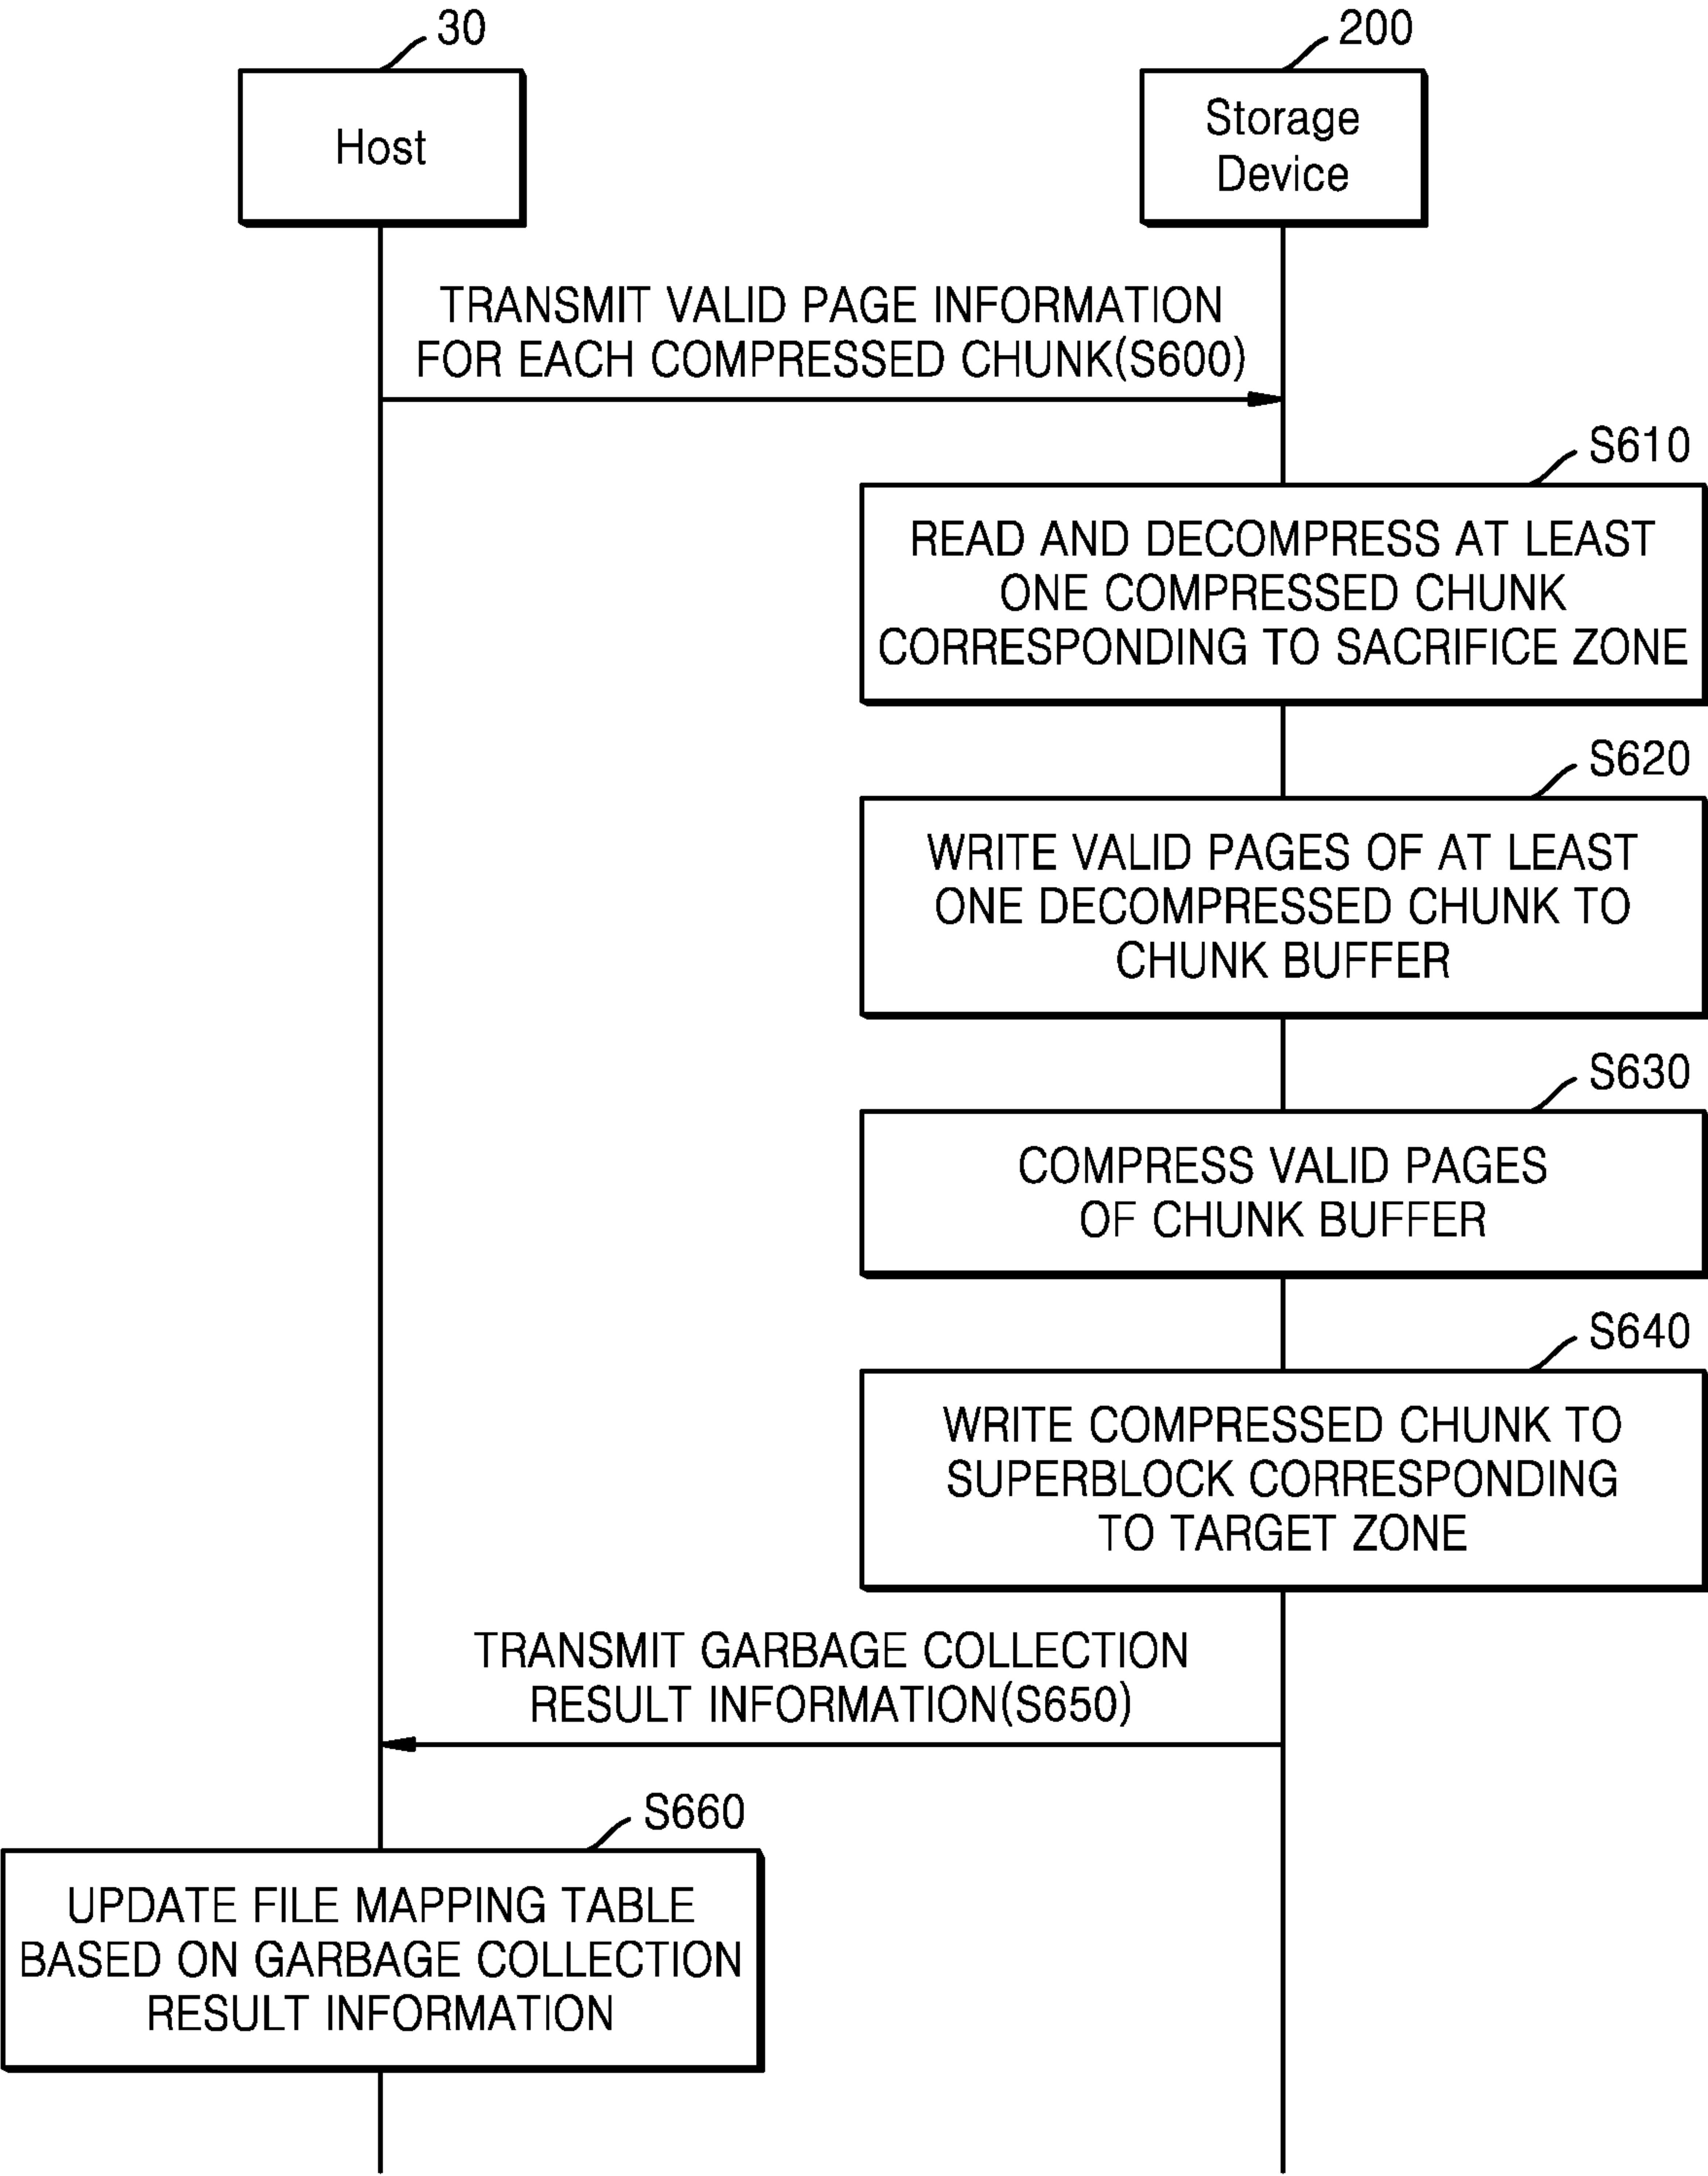 30
200
Host
Storage
Device
TRANSMIT VALID PAGE INFORMATION
FOR EACH COMPRESSED CHUNK(S600)
S610
READ AND DECOMPRESS AT LEAST
ONE COMPRESSED CHUNK
CORRESPONDING TO SACRIFICE ZONE
S620
WRITE VALID PAGES OF AT LEAST
ONE DECOMPRESSED CHUNK TO
CHUNK BUFFER
S630
COMPRESS VALID PAGES
OF CHUNK BUFFER
S640
WRITE COMPRESSED CHUNK TO
SUPERBLOCK CORRESPONDING
TO TARGET ZONE
TRANSMIT GARBAGE COLLECTION
RESULT INFORMATION(S650)
S660
UPDATE FILE MAPPING TABLE
BASED ON GARBAGE COLLECTION
RESULT INFORMATION